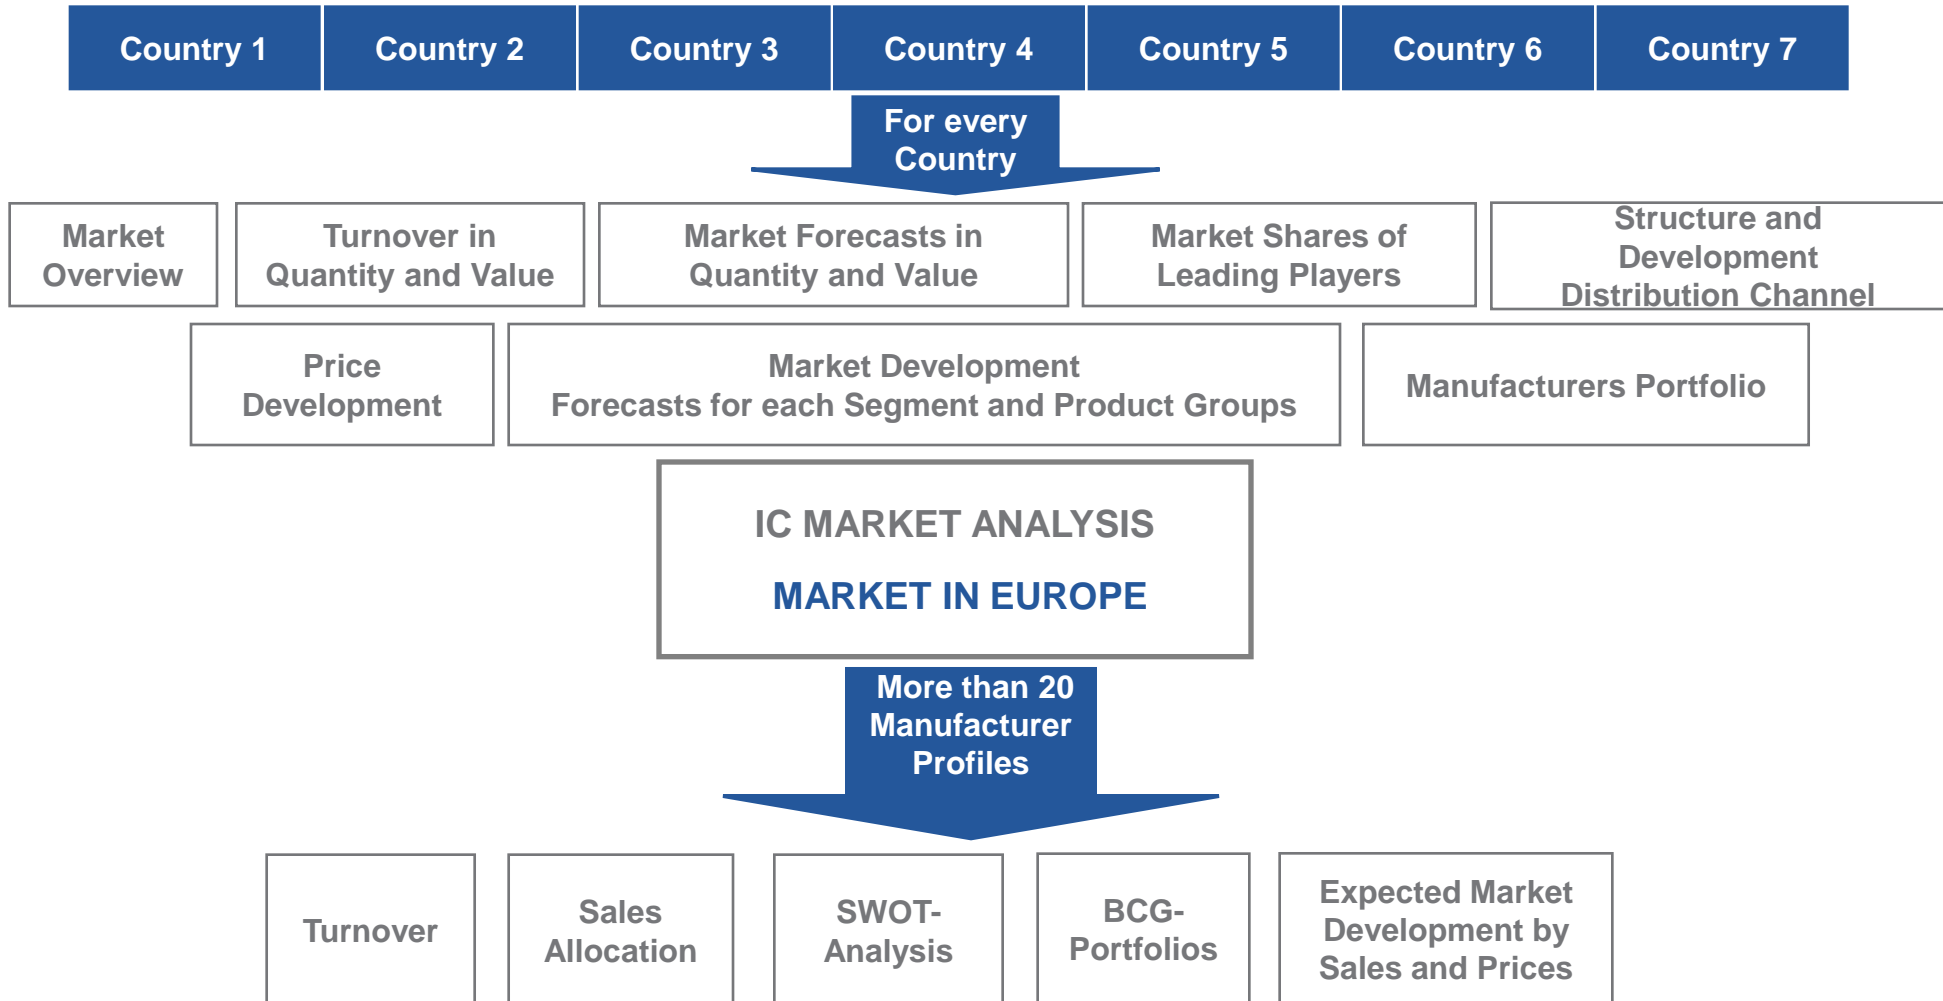 Country 1
Country 2
Country 3
Country 4
Country 5
Country 6
Country 7
For every
Country
Market
Overview
Turnover in
Quantity and Value
Market Forecasts in
Quantity and Value
Market Shares of
Leading Players
Structure and
Development
Distribution Channel
Price
Development
Market Development
Forecasts for each Segment and Product Groups
Manufacturers Portfolio
IC MARKET ANALYSIS
MARKET IN EUROPE
More than 20
Manufacturer
Profiles
Turnover
Sales
Allocation
SWOT-
Analysis
BCG-
Portfolios
Expected Market
Development by
Sales and Prices